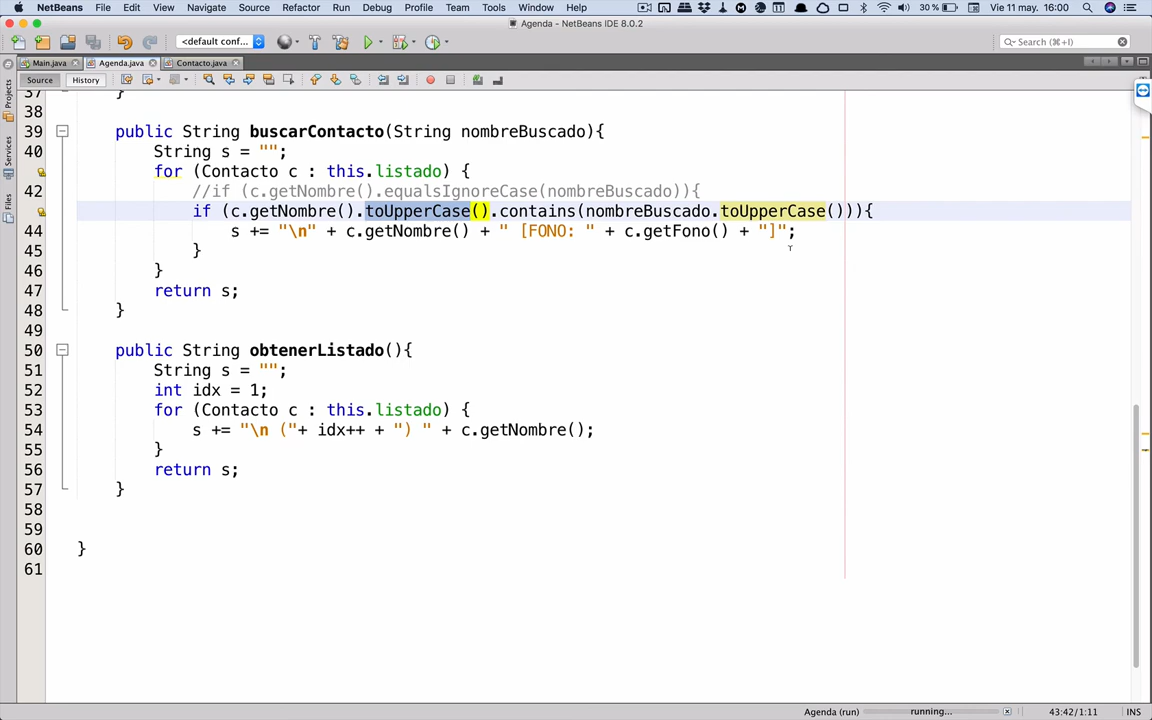 NetBeans File Edit View Navigate Source Refactor Run Debug Profile Team Tools Window Help 30 % Vie 11 may. 16:00
Agenda - NetBeans IDE 8.0.2
<default conf... Search (⌘+I)
Main.java Agenda.java Contacto.java
Source History
Projects
Services
Files
37 }
38
39 public String buscarContacto(String nombreBuscado){
40 String s = "";
for (Contacto c : this.listado) {
42 //if (c.getNombre().equalsIgnoreCase(nombreBuscado)){
if (c.getNombre().toUpperCase().contains(nombreBuscado.toUpperCase())){
44 s += "\n" + c.getNombre() + " [FONO: " + c.getFono() + "]";
45 }
46 }
47 return s;
48 }
49
50 public String obtenerListado(){
51 String s = "";
52 int idx = 1;
53 for (Contacto c : this.listado) {
54 s += "\n ("+ idx++ + ") " + c.getNombre();
55 }
56 return s;
57 }
58
59
60 }
61
Agenda (run) running... 43:42/1:11 INS